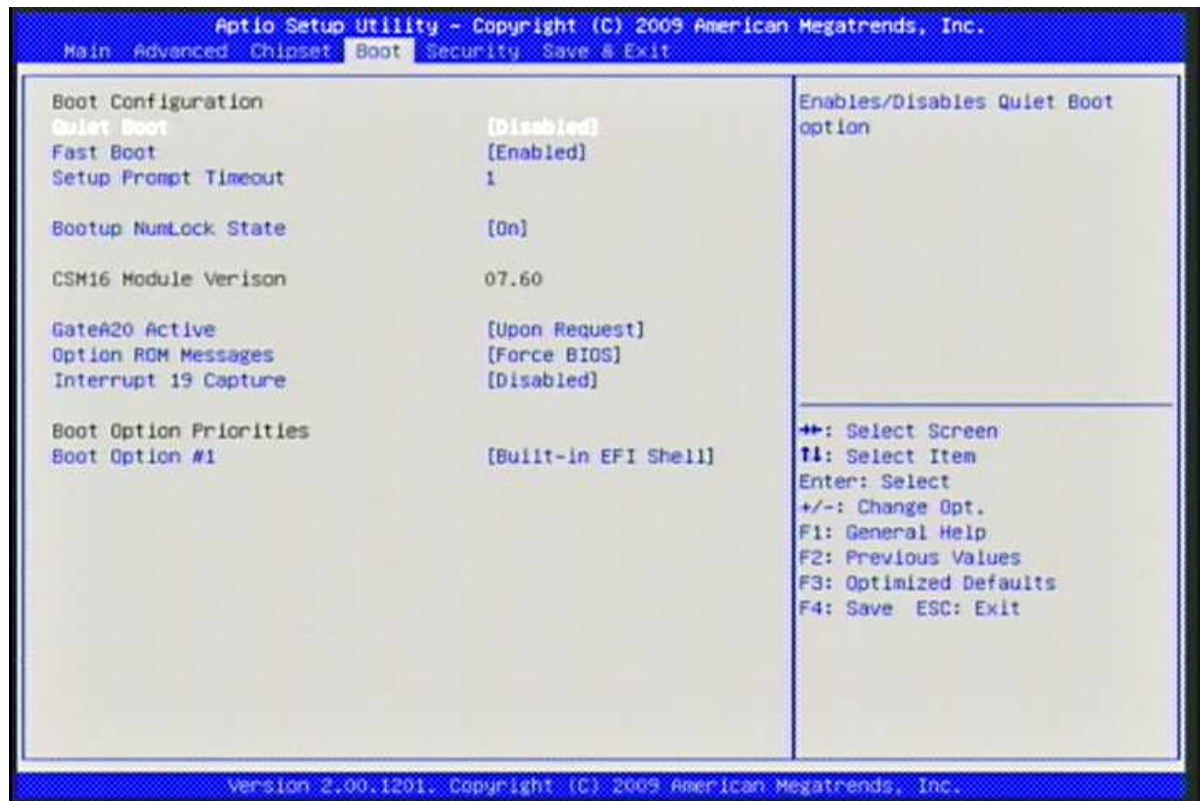 Aptio Setup Utility - Copyright (C) 2009 American Megatrends, Inc.
Main Advanced Chipset Boot Security Save & Exit
Boot Configuration
Quiet Boot [Disabled]
Fast Boot [Enabled]
Setup Prompt Timeout 1
Bootup NumLock State [On]
CSM16 Module Verison 07.60
GateA20 Active [Upon Request]
Option ROM Messages [Force BIOS]
Interrupt 19 Capture [Disabled]
Boot Option Priorities
Boot Option #1 [Built-in EFI Shell]
Enables/Disables Quiet Boot
option
→←: Select Screen
↑↓: Select Item
Enter: Select
+/-: Change Opt.
F1: General Help
F2: Previous Values
F3: Optimized Defaults
F4: Save ESC: Exit
Version 2.00.1201. Copyright (C) 2009 American Megatrends, Inc.